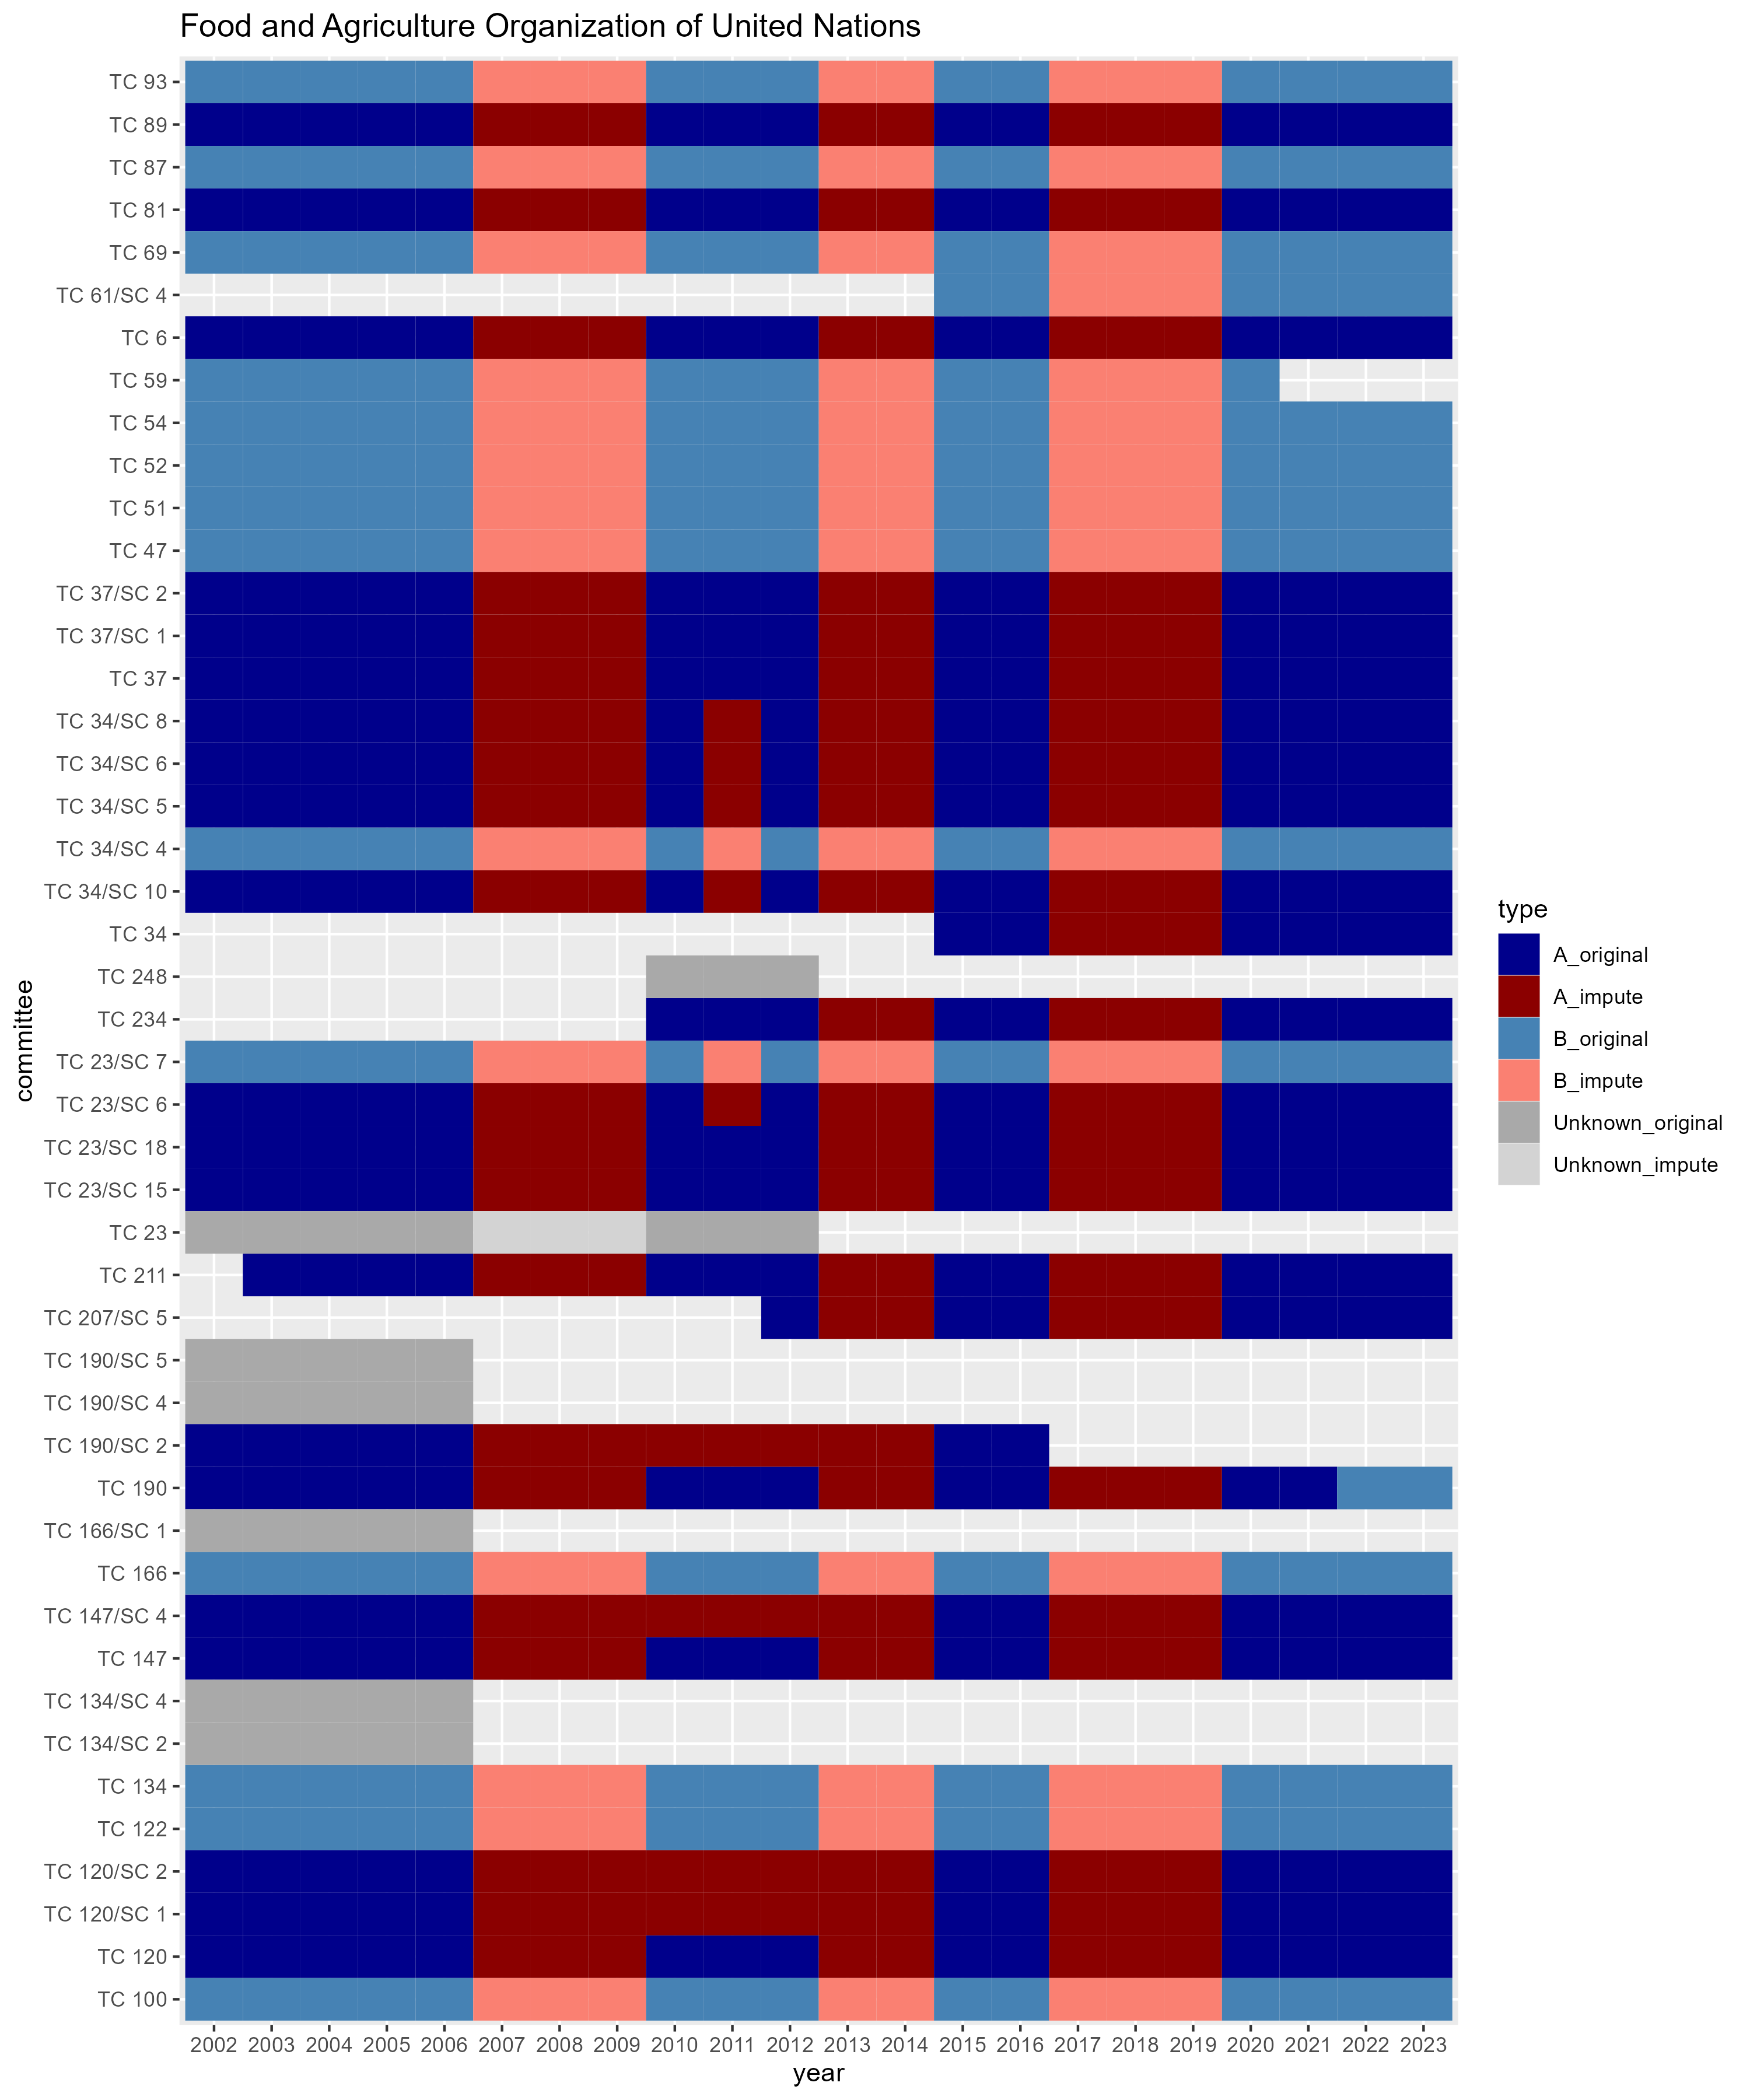 Food and Agriculture Organization of United Nations
committee
TC 93
TC 89
TC 87
TC 81
TC 69
TC 61/SC 4
TC 6
TC 59
TC 54
TC 52
TC 51
TC 47
TC 37/SC 2
TC 37/SC 1
TC 37
TC 34/SC 8
TC 34/SC 6
TC 34/SC 5
TC 34/SC 4
TC 34/SC 10
TC 34
TC 248
TC 234
TC 23/SC 7
TC 23/SC 6
TC 23/SC 18
TC 23/SC 15
TC 23
TC 211
TC 207/SC 5
TC 190/SC 5
TC 190/SC 4
TC 190/SC 2
TC 190
TC 166/SC 1
TC 166
TC 147/SC 4
TC 147
TC 134/SC 4
TC 134/SC 2
TC 134
TC 122
TC 120/SC 2
TC 120/SC 1
TC 120
TC 100
2002 2003 2004 2005 2006 2007 2008 2009 2010 2011 2012 2013 2014 2015 2016 2017 2018 2019 2020 2021 2022 2023
year
type
A_original
A_impute
B_original
B_impute
Unknown_original
Unknown_impute